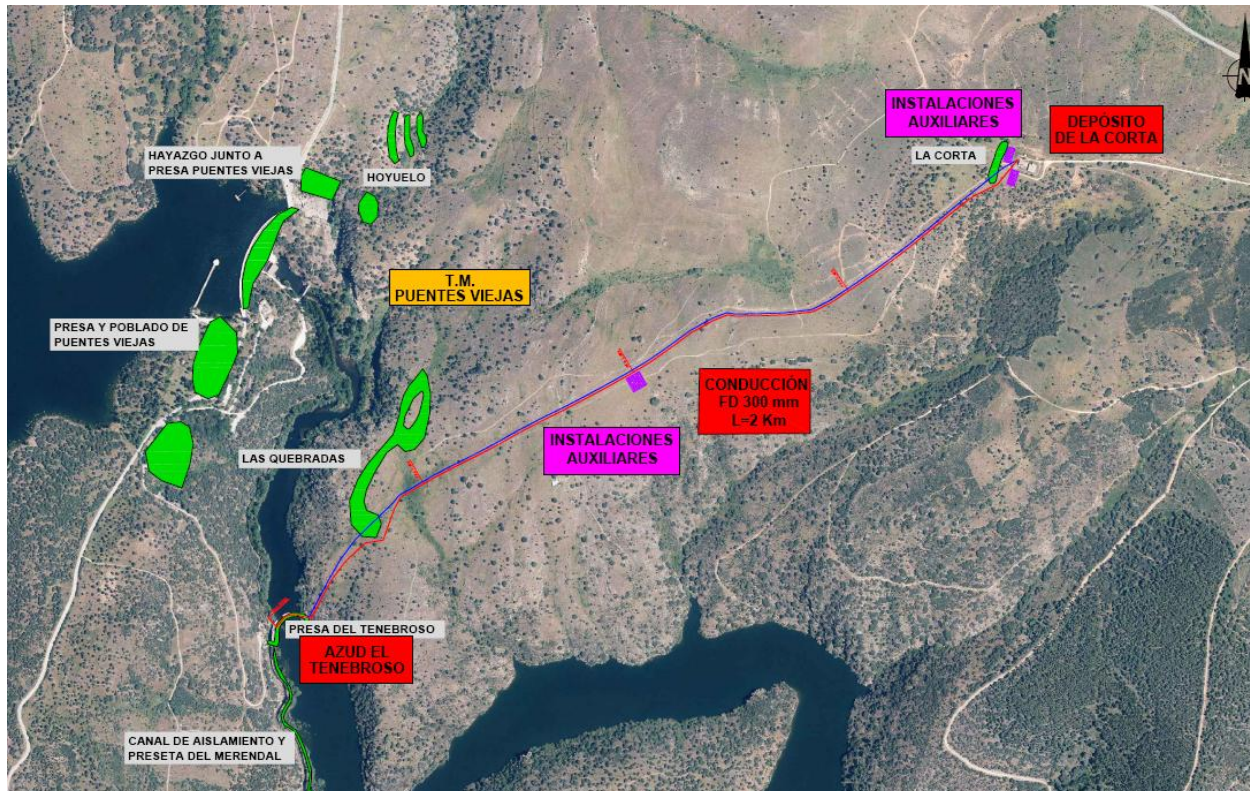 N
INSTALACIONES
AUXILIARES
DEPÓSITO
DE LA CORTA
LA CORTA
HAYAZGO JUNTO A
PRESA PUENTES VIEJAS
HOYUELO
T.M.
PUENTES VIEJAS
PRESA Y POBLADO DE
PUENTES VIEJAS
CONDUCCIÓN
FD 300 mm
L=2 Km
INSTALACIONES
AUXILIARES
LAS QUEBRADAS
PRESA DEL TENEBROSO
AZUD EL
TENEBROSO
CANAL DE AISLAMIENTO Y
PRESETA DEL MERENDAL